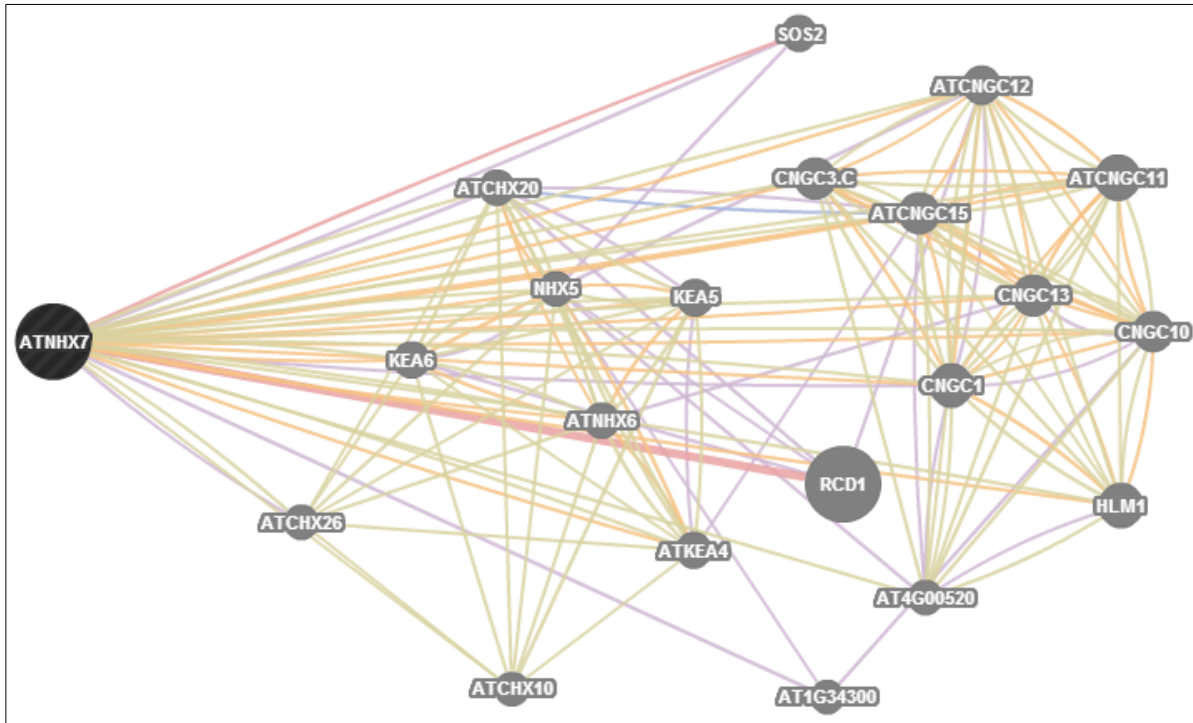 SOS2
ATCNGC12
CNGC3.C
ATCNGC11
ATCHX20
ATCNGC15
NHX5
KEA5
CNGC13
CNGC10
ATNHX7
KEA6
CNGC1
ATNHX6
RCD1
HLM1
ATCHX26
ATKEA4
AT4G00520
ATCHX10
AT1G34300